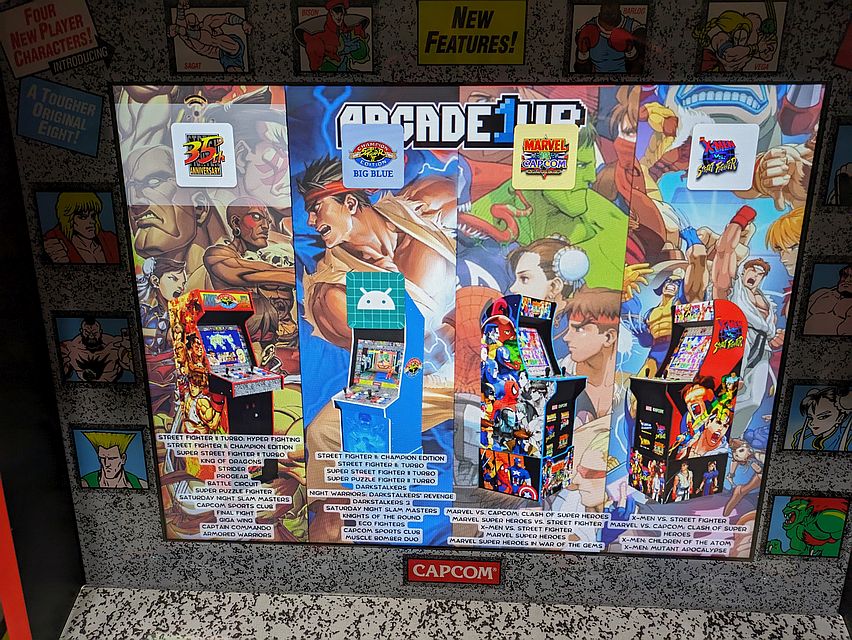 FOUR
NEW PLAYER
CHARACTERS!
INTRODUCING
SAGAT
BISON
NEW
FEATURES!
BARLOG
VEGA
A TOUGHER
ORIGINAL
EIGHT!
ARCADE1UP
35th
ANNIVERSARY
CHAMPION
EDITION
BIG BLUE
MARVEL
VS
CAPCOM
X-MEN
VS
STREET FIGHTER
STREET FIGHTER II TURBO: HYPER FIGHTING
STREET FIGHTER II: CHAMPION EDITION
SUPER STREET FIGHTER II TURBO
KING OF DRAGONS
STRIDER
PROGEAR
BATTLE CIRCUIT
SUPER PUZZLE FIGHTER
SATURDAY NIGHT SLAM MASTERS
CAPCOM SPORTS CLUB
FINAL FIGHT
GIGA WING
CAPTAIN COMMANDO
ARMORED WARRIORS
STREET FIGHTER II: CHAMPION EDITION
STREET FIGHTER II: TURBO
SUPER STREET FIGHTER II TURBO
SUPER PUZZLE FIGHTER II TURBO
DARKSTALKERS
NIGHT WARRIORS: DARKSTALKERS' REVENGE
DARKSTALKERS 3
SATURDAY NIGHT SLAM MASTERS
KNIGHTS OF THE ROUND
ECO FIGHTERS
CAPCOM SPORTS CLUB
MUSCLE BOMBER DUO
MARVEL VS. CAPCOM: CLASH OF SUPER HEROES
MARVEL SUPER HEROES VS. STREET FIGHTER
X-MEN VS. STREET FIGHTER
MARVEL SUPER HEROES
MARVEL SUPER HEROES IN WAR OF THE GEMS
X-MEN VS. STREET FIGHTER
MARVEL VS. CAPCOM: CLASH OF SUPER
HEROES
X-MEN: CHILDREN OF THE ATOM
X-MEN: MUTANT APOCALYPSE
CAPCOM